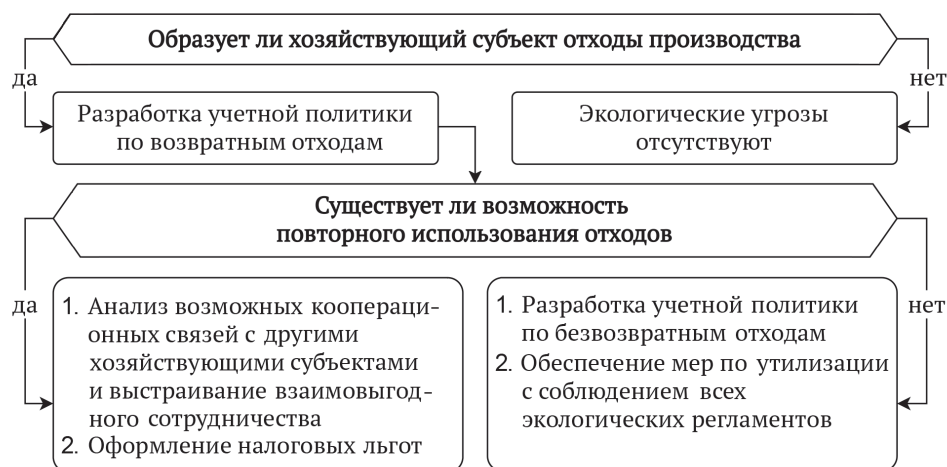 Образует ли хозяйствующий субъект отходы производства
да
нет
Разработка учетной политики
по возвратным отходам
Экологические угрозы
отсутствуют
Существует ли возможность
повторного использования отходов
да
нет
1. Анализ возможных коопераци-
онных связей с другими
хозяйствующими субъектами
и выстраивание взаимовыгод-
ного сотрудничества
2. Оформление налоговых льгот
1. Разработка учетной политики
по безвозвратным отходам
2. Обеспечение мер по утилизации
с соблюдением всех
экологических регламентов